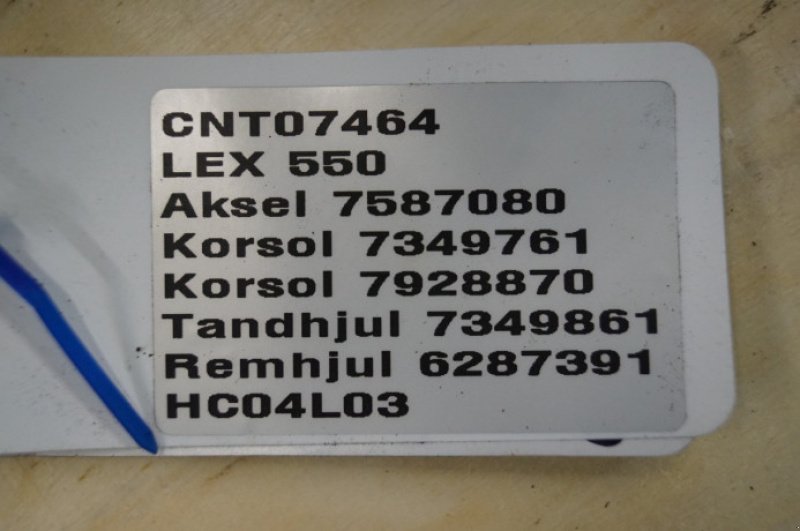 CNT07464
LEX 550
Aksel 7587080
Korsol 7349761
Korsol 7928870
Tandhjul 7349861
Remhjul 6287391
HC04L03